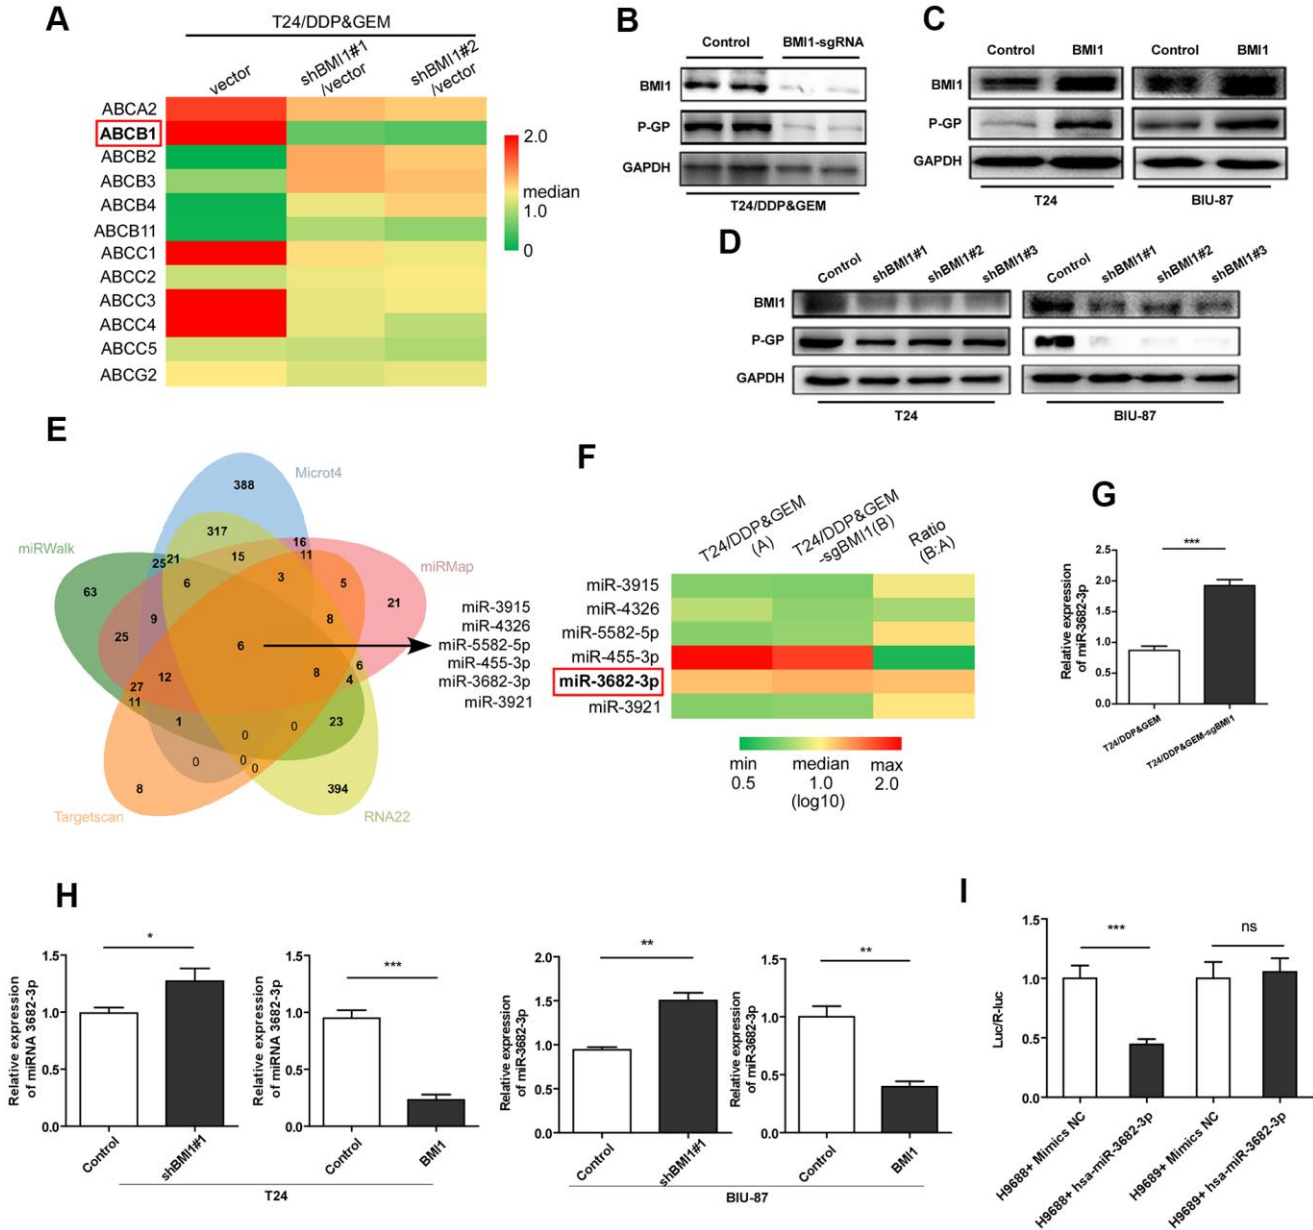 A
T24/DDP&GEM
vector
shBMI1#1
/vector
shBMI1#2
/vector
ABCA2
ABCB1
ABCB2
ABCB3
ABCB4
ABCB11
ABCC1
ABCC2
ABCC3
ABCC4
ABCC5
ABCG2
2.0
median
1.0
0
B
Control
BMI1-sgRNA
BMI1
P-GP
GAPDH
T24/DDP&GEM
C
Control
BMI1
Control
BMI1
BMI1
P-GP
GAPDH
T24
BIU-87
D
Control
shBMI1#1
shBMI1#2
shBMI1#3
Control
shBMI1#1
shBMI1#2
shBMI1#3
BMI1
P-GP
GAPDH
T24
BIU-87
E
Microt4
388
miRWalk
317
16
25
21
15
11
miRMap
63
6
3
5
21
9
8
25
6
6
12
8
4
27
11
1
0
0
23
0
0
0
8
394
Targetscan
RNA22
miR-3915
miR-4326
miR-5582-5p
miR-455-3p
miR-3682-3p
miR-3921
F
T24/DDP&GEM
(A)
T24/DDP&GEM
-sgBMI1(B)
Ratio
(B:A)
miR-3915
miR-4326
miR-5582-5p
miR-455-3p
miR-3682-3p
miR-3921
min
0.5
median
1.0
(log10)
max
2.0
G
Relative expression
of miR-3682-3p
2.5
2.0
1.5
1.0
0.5
0.0
***
T24/DDP&GEM
T24/DDP&GEM-sgBMI1
H
Relative expression
of miRNA 3682-3p
1.5
1.0
0.5
0.0
*
Control
shBMI1#1
Relative expression
of miRNA 3682-3p
1.5
1.0
0.5
0.0
***
Control
BMI1
T24
Relative expression
of miR-3682-3p
2.0
1.5
1.0
0.5
0.0
**
Control
shBMI1#1
Relative expression
of miR-3682-3p
1.5
1.0
0.5
0.0
**
Control
BMI1
BIU-87
I
Luc/R-luc
1.5
1.0
0.5
0.0
***
ns
H9688+ Mimics NC
H9688+ hsa-miR-3682-3p
H9689+ Mimics NC
H9689+ hsa-miR-3682-3p